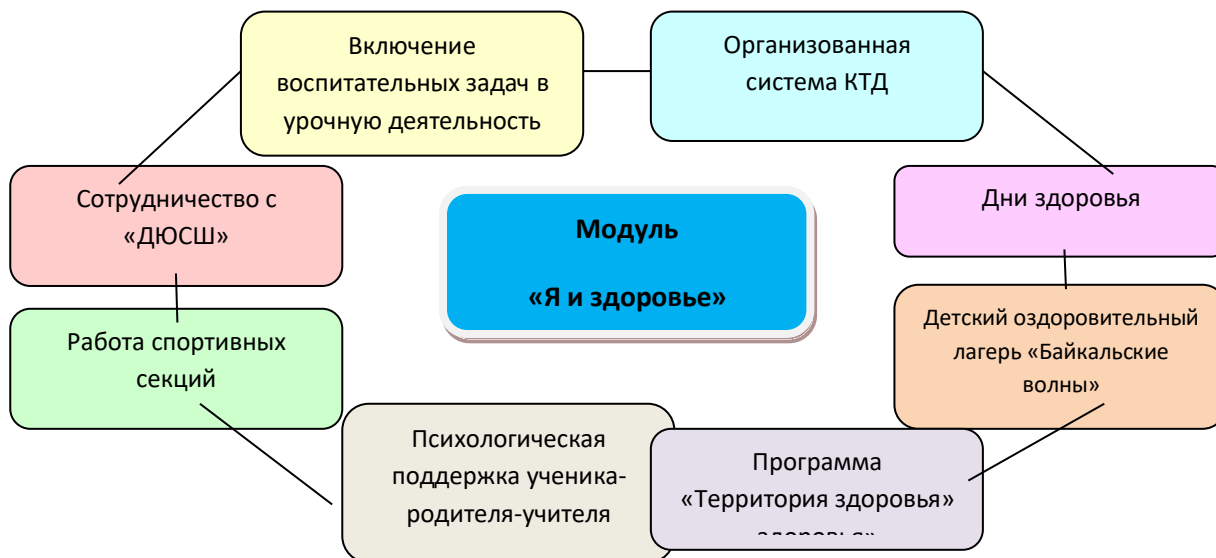 Включение
воспитательных задач в
урочную деятельность
Организованная
система КТД
Сотрудничество с
«ДЮСШ»
Модуль
«Я и здоровье»
Дни здоровья
Работа спортивных
секций
Детский оздоровительный
лагерь «Байкальские
волны»
Психологическая
поддержка ученика-
родителя-учителя
Программа
«Территория здоровья»
здоровья»